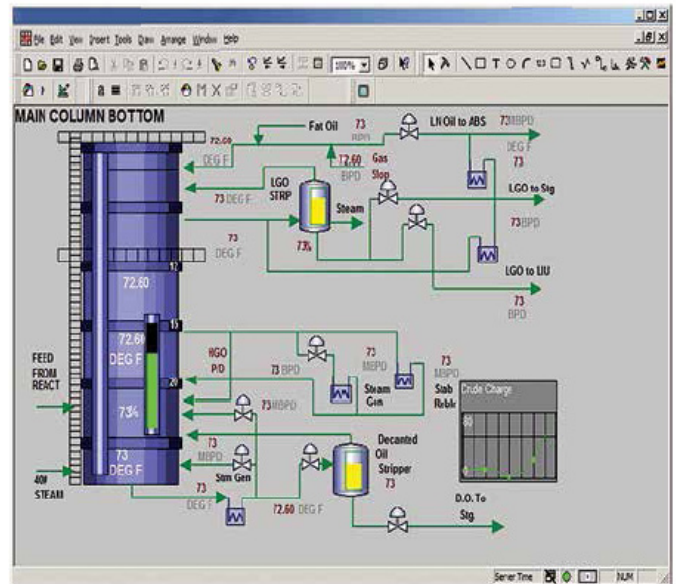 File Edit View Insert Tools Draw Arrange Window Help
100%
MAIN COLUMN BOTTOM
72.60
DEG F
Fat Oil
73
BPD
LN Oil to ABS
73MBPD
DEG F
73
72.60
BPD
Gas
Slop
LGO
STRP
73 DEG F
Steam
LGO to Stg
73
DEG F
73%
73BPD
12
LGO to LIU
73
BPD
72.60
15
72.60
DEG F
HGO
P/D
73 BPD
73
MBPD
73
MBPD
FEED
FROM
REACT
20
Steam
Gen
Stab
Reblr
Crude Charge
80
0
73%
73MBPD
73
DEG F
73
MBPD
Stm Gen
Decanted
Oil
Stripper
73
40#
STEAM
73
DEG F
72.60 DEG F
D.O. To
Stg
Server Time
NUM